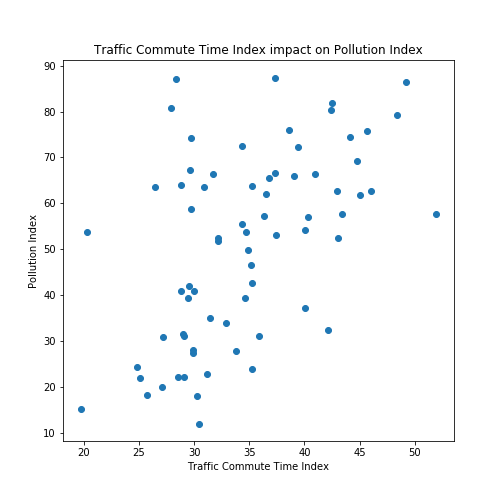 Traffic Commute Time Index impact on Pollution Index
90
80
70
60
50
40
30
20
10
Pollution Index
20 25 30 35 40 45 50
Traffic Commute Time Index